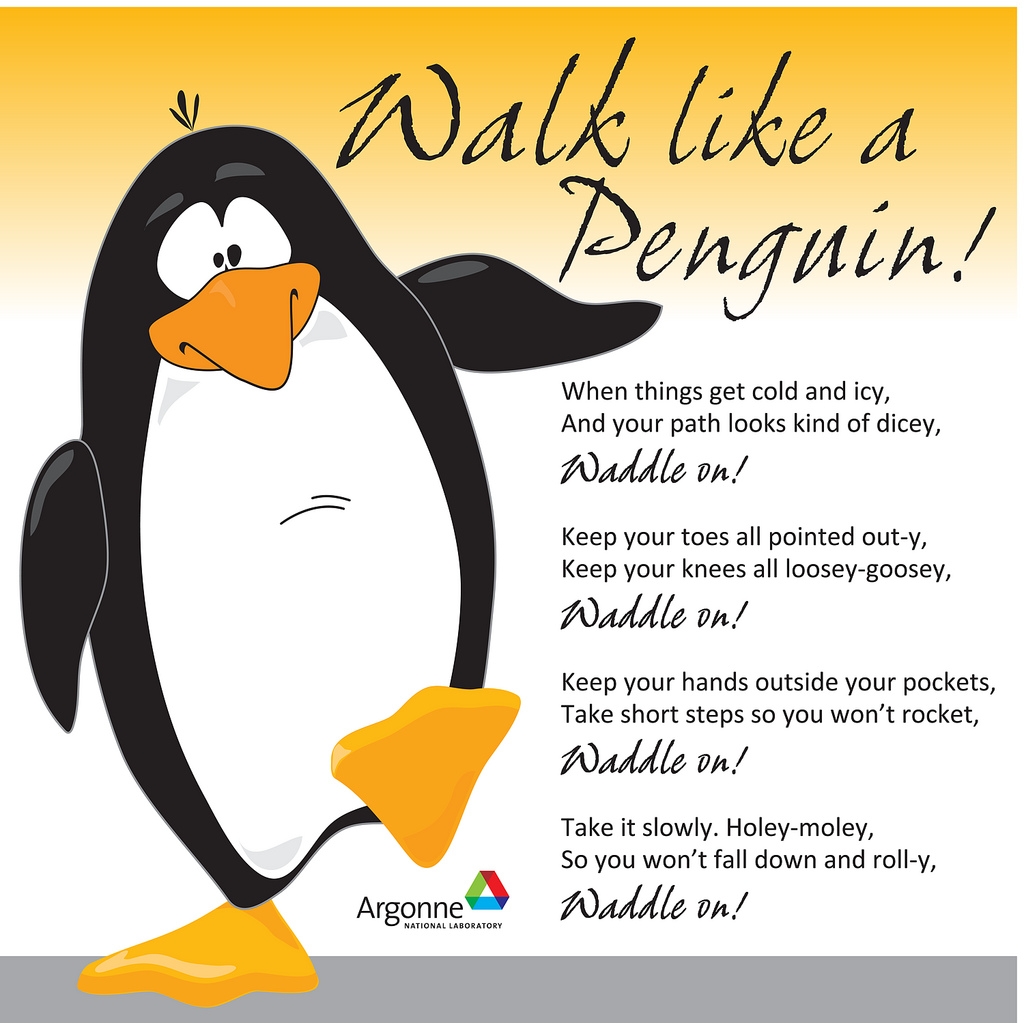 Walk like a
Penguin!
When things get cold and icy,
And your path looks kind of dicey,
Waddle on!
Keep your toes all pointed out-y,
Keep your knees all loosey-goosey,
Waddle on!
Keep your hands outside your pockets,
Take short steps so you won’t rocket,
Waddle on!
Take it slowly. Holey-moley,
So you won’t fall down and roll-y,
Waddle on!
Argonne
NATIONAL LABORATORY